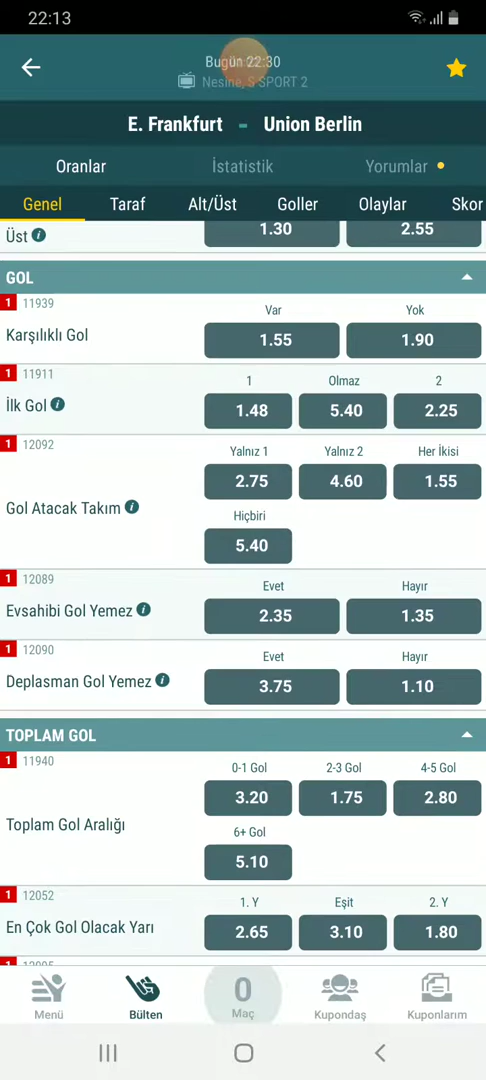 22:13
Bugün 22:30
Nesine, S SPORT 2
E. Frankfurt - Union Berlin
Oranlar İstatistik Yorumlar
Genel Taraf Alt/Üst Goller Olaylar Skor
Üst 1.30 2.55
GOL
1 11939
Var Yok
Karşılıklı Gol 1.55 1.90
1 11911
1 Olmaz 2
İlk Gol 1.48 5.40 2.25
1 12092
Yalnız 1 Yalnız 2 Her İkisi
2.75 4.60 1.55
Gol Atacak Takım
Hiçbiri
5.40
1 12089
Evet Hayır
Evsahibi Gol Yemez 2.35 1.35
1 12090
Evet Hayır
Deplasman Gol Yemez 3.75 1.10
TOPLAM GOL
1 11940
0-1 Gol 2-3 Gol 4-5 Gol
3.20 1.75 2.80
Toplam Gol Aralığı
6+ Gol
5.10
1 12052
1. Y Eşit 2. Y
En Çok Gol Olacak Yarı 2.65 3.10 1.80
0
Menü Bülten Maç Kupondaş Kuponlarım